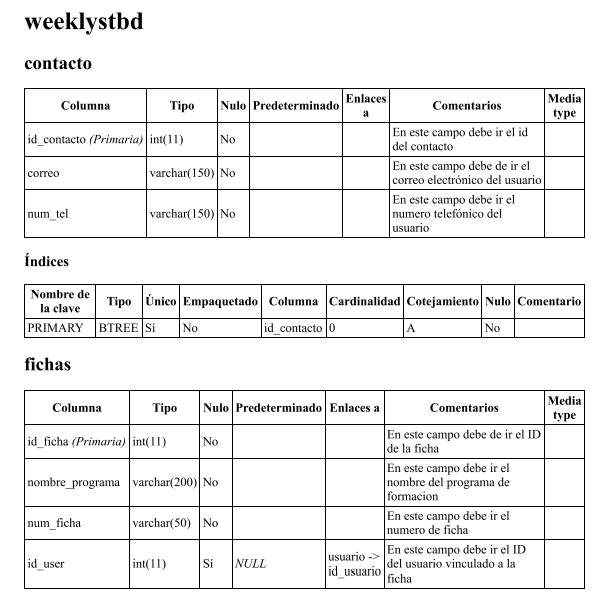 weeklystbd
contacto
Columna Tipo Nulo Predeterminado Enlaces a Comentarios Media type
id_contacto (Primaria) int(11) No En este campo debe ir el id del contacto
correo varchar(150) No En este campo debe de ir el correo electrónico del usuario
num_tel varchar(150) No En este campo debe ir el numero telefónico del usuario
Índices
Nombre de la clave Tipo Único Empaquetado Columna Cardinalidad Cotejamiento Nulo Comentario
PRIMARY BTREE Sí No id_contacto 0 A No
fichas
Columna Tipo Nulo Predeterminado Enlaces a Comentarios Media type
id_ficha (Primaria) int(11) No En este campo debe de ir el ID de la ficha
nombre_programa varchar(200) No En este campo debe ir el nombre del programa de formacion
num_ficha varchar(50) No En este campo debe ir el numero de ficha
id_user int(11) Sí NULL usuario -> id_usuario En este campo debe ir el ID del usuario vinculado a la ficha